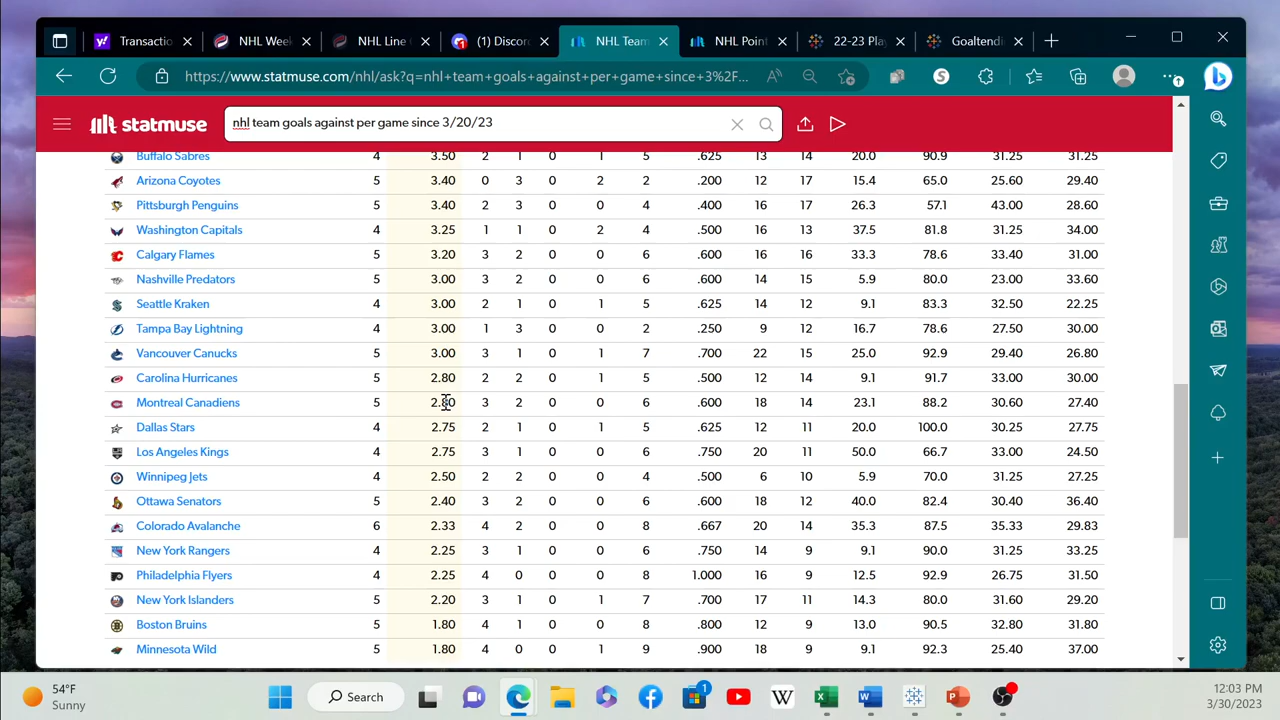 Transaction
NHL Week
NHL Line
(1) Discord
NHL Team
NHL Point
22-23 Play
Goaltendin
https://www.statmuse.com/nhl/ask?q=nhl+team+goals+against+per+game+since+3%2F...
statmuse
nhl team goals against per game since 3/20/23
Buffalo Sabres 4 3.50 2 1 0 1 5 .625 13 14 20.0 90.9 31.25 31.25
Arizona Coyotes 5 3.40 0 3 0 2 2 .200 12 17 15.4 65.0 25.60 29.40
Pittsburgh Penguins 5 3.40 2 3 0 0 4 .400 16 17 26.3 57.1 43.00 28.60
Washington Capitals 4 3.25 1 1 0 2 4 .500 16 13 37.5 81.8 31.25 34.00
Calgary Flames 5 3.20 3 2 0 0 6 .600 16 16 33.3 78.6 33.40 31.00
Nashville Predators 5 3.00 3 2 0 0 6 .600 14 15 5.9 80.0 23.00 33.60
Seattle Kraken 4 3.00 2 1 0 1 5 .625 14 12 9.1 83.3 32.50 22.25
Tampa Bay Lightning 4 3.00 1 3 0 0 2 .250 9 12 16.7 78.6 27.50 30.00
Vancouver Canucks 5 3.00 3 1 0 1 7 .700 22 15 25.0 92.9 29.40 26.80
Carolina Hurricanes 5 2.80 2 2 0 1 5 .500 12 14 9.1 91.7 33.00 30.00
Montreal Canadiens 5 2.80 3 2 0 0 6 .600 18 14 23.1 88.2 30.60 27.40
Dallas Stars 4 2.75 2 1 0 1 5 .625 12 11 20.0 100.0 30.25 27.75
Los Angeles Kings 4 2.75 3 1 0 0 6 .750 20 11 50.0 66.7 33.00 24.50
Winnipeg Jets 4 2.50 2 2 0 0 4 .500 6 10 5.9 70.0 31.25 27.25
Ottawa Senators 5 2.40 3 2 0 0 6 .600 18 12 40.0 82.4 30.40 36.40
Colorado Avalanche 6 2.33 4 2 0 0 8 .667 20 14 35.3 87.5 35.33 29.83
New York Rangers 4 2.25 3 1 0 0 6 .750 14 9 9.1 90.0 31.25 33.25
Philadelphia Flyers 4 2.25 4 0 0 0 8 1.000 16 9 12.5 92.9 26.75 31.50
New York Islanders 5 2.20 3 1 0 1 7 .700 17 11 14.3 80.0 31.60 29.20
Boston Bruins 5 1.80 4 1 0 0 8 .800 12 9 13.0 90.5 32.80 31.80
Minnesota Wild 5 1.80 4 0 0 1 9 .900 18 9 9.1 92.3 25.40 37.00
54°F
Sunny
Search
1
12:03 PM
3/30/2023